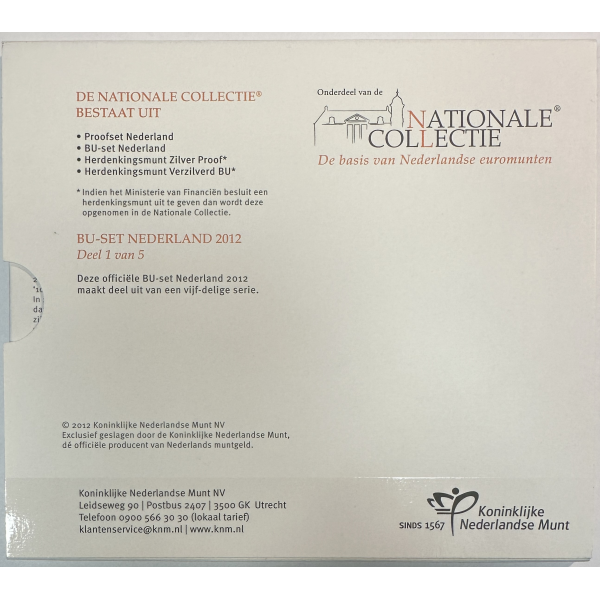 DE NATIONALE COLLECTIE®
BESTAAT UIT
• Proofset Nederland
• BU-set Nederland
• Herdenkingsmunt Zilver Proof*
• Herdenkingsmunt Verzilverd BU*
* Indien het Ministerie van Financiën besluit een
herdenkingsmunt uit te geven dan wordt deze
opgenomen in de Nationale Collectie.
BU-SET NEDERLAND 2012
Deel 1 van 5
Deze officiële BU-set Nederland 2012
maakt deel uit van een vijf-delige serie.
Onderdeel van de
NATIONALE®
COLLECTIE
De basis van Nederlandse euromunten
In
da
zi
© 2012 Koninklijke Nederlandse Munt NV
Exclusief geslagen door de Koninklijke Nederlandse Munt,
dé officiële producent van Nederlands muntgeld.
Koninklijke Nederlandse Munt NV
Leidseweg 90 | Postbus 2407 | 3500 GK Utrecht
Telefoon 0900 566 30 30 (lokaal tarief)
klantenservice@knm.nl | www.knm.nl
SINDS 1567
Koninklijke
Nederlandse Munt